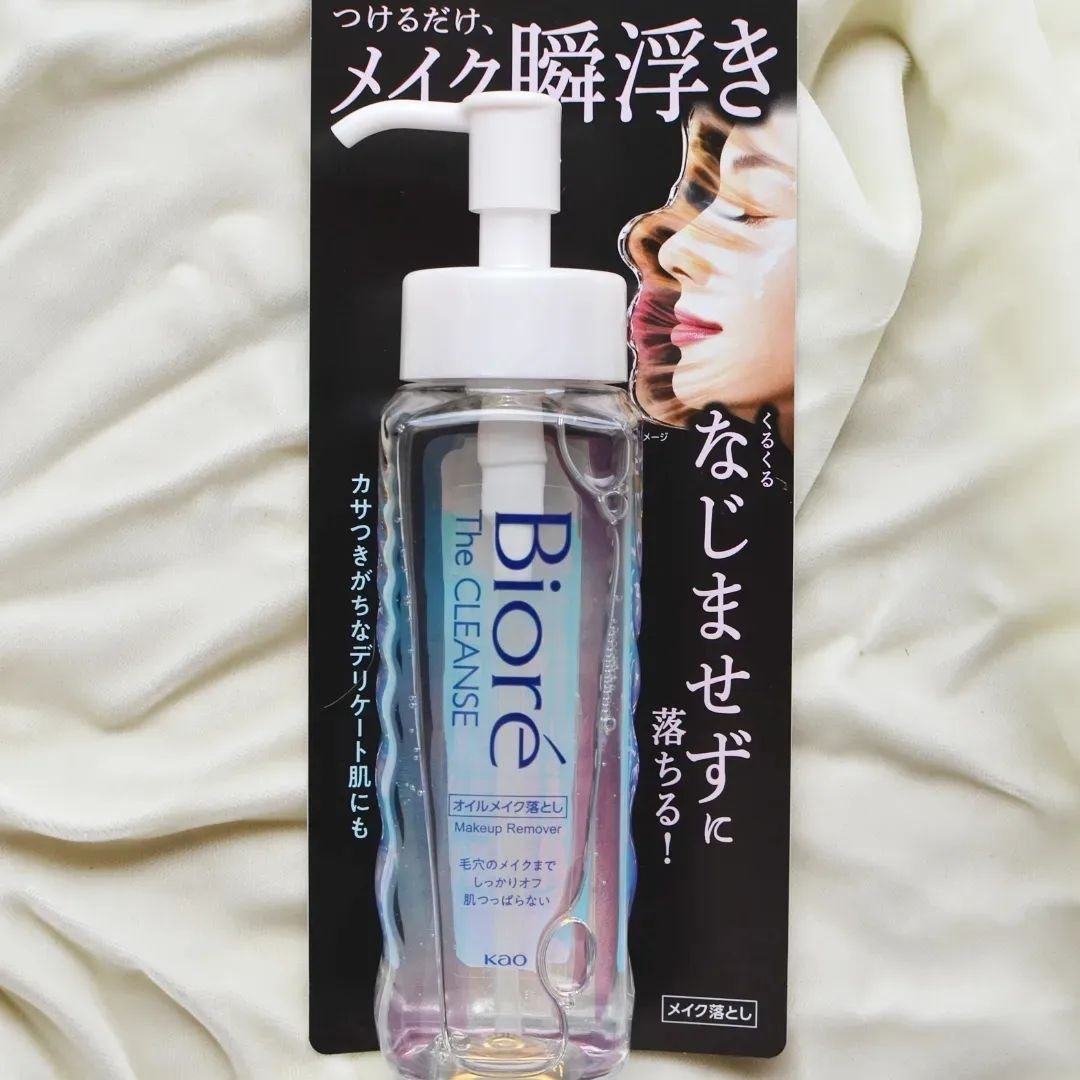 つけるだけ、
メイク瞬浮き
メージ
くるくる
なじませずに
落ちる!
カサつきがちなデリケート肌にも
Bioré
The CLEANSE
オイルメイク落とし
Makeup Remover
毛穴のメイクまで
しっかりオフ
肌つっぱらない
Kao
メイク落とし